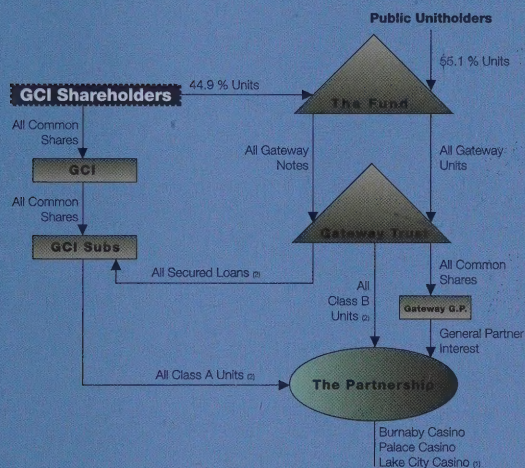 Public Unitholders
55.1 % Units
44.9 % Units
GCI Shareholders
The Fund
All Common
Shares
All Gateway
Notes
All Gateway
Units
GCI
All Common
Shares
Gateway Trust
GCI Subs
All Secured Loans (2)
All
Class B
Units (2)
All Common
Shares
Gateway G.P.
General Partner
Interest
All Class A Units (2)
The Partnership
Burnaby Casino
Palace Casino
Lake City Casino (1)